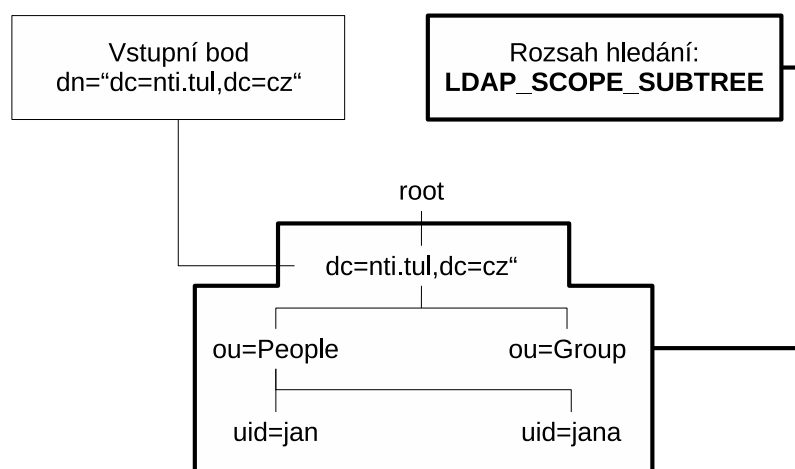 Vstupní bod
dn=“dc=nti.tul,dc=cz“
Rozsah hledání:
LDAP_SCOPE_SUBTREE
root
dc=nti.tul,dc=cz“
ou=People
ou=Group
uid=jan
uid=jana